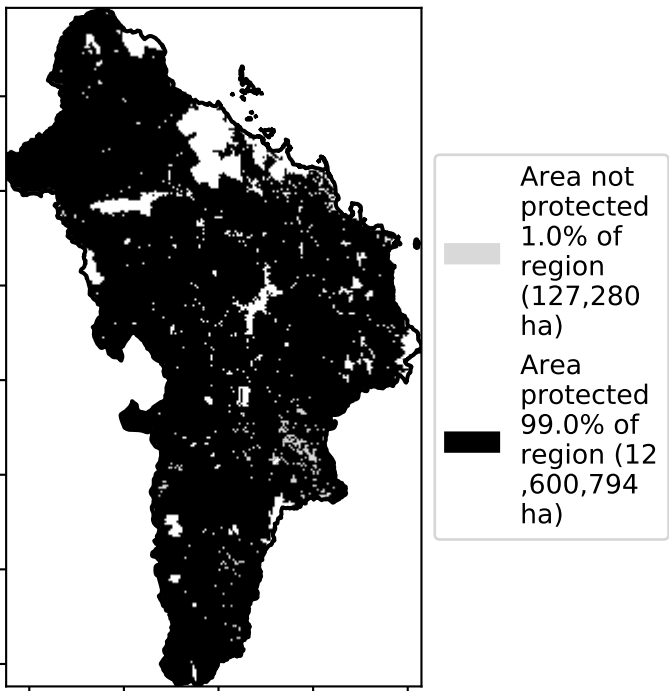 Area not
protected
1.0% of
region
(127,280
ha)
Area
protected
99.0% of
region (12
,600,794
ha)